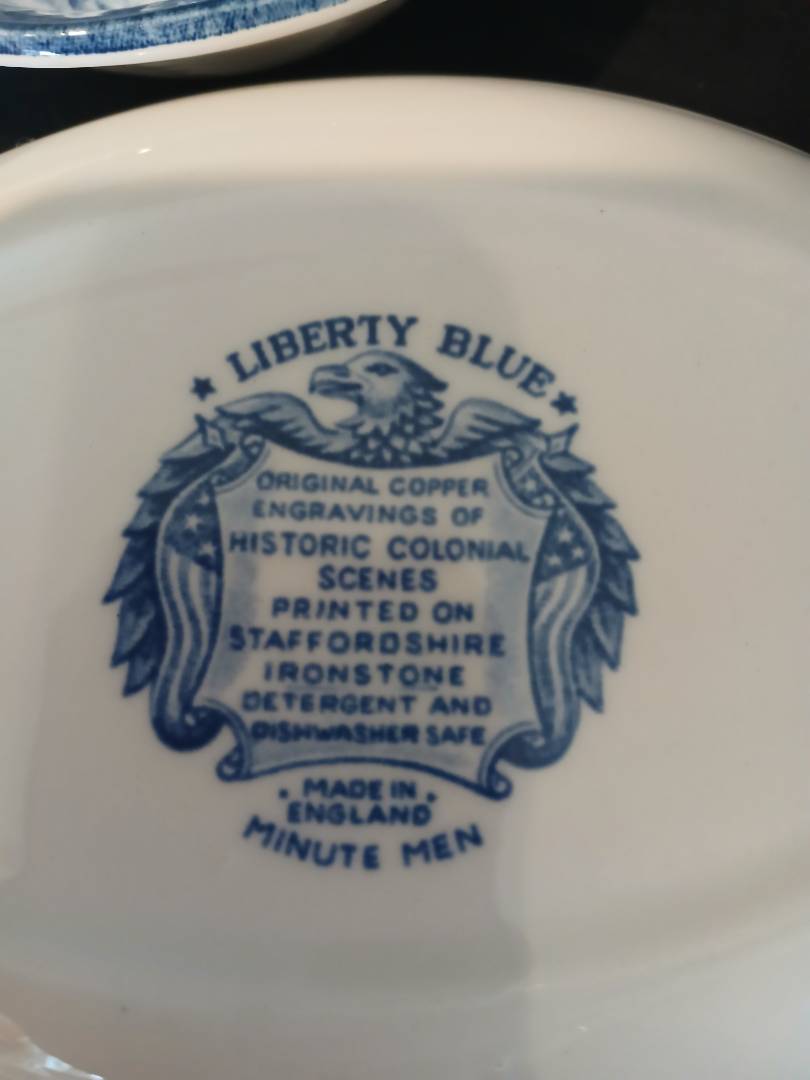 LIBERTY BLUE
ORIGINAL COPPER
ENGRAVINGS OF
HISTORIC COLONIAL
SCENES
PRINTED ON
STAFFORDSHIRE
IRONSTONE
DETERGENT AND
DISHWASHER SAFE
• MADE IN •
ENGLAND
MINUTE MEN